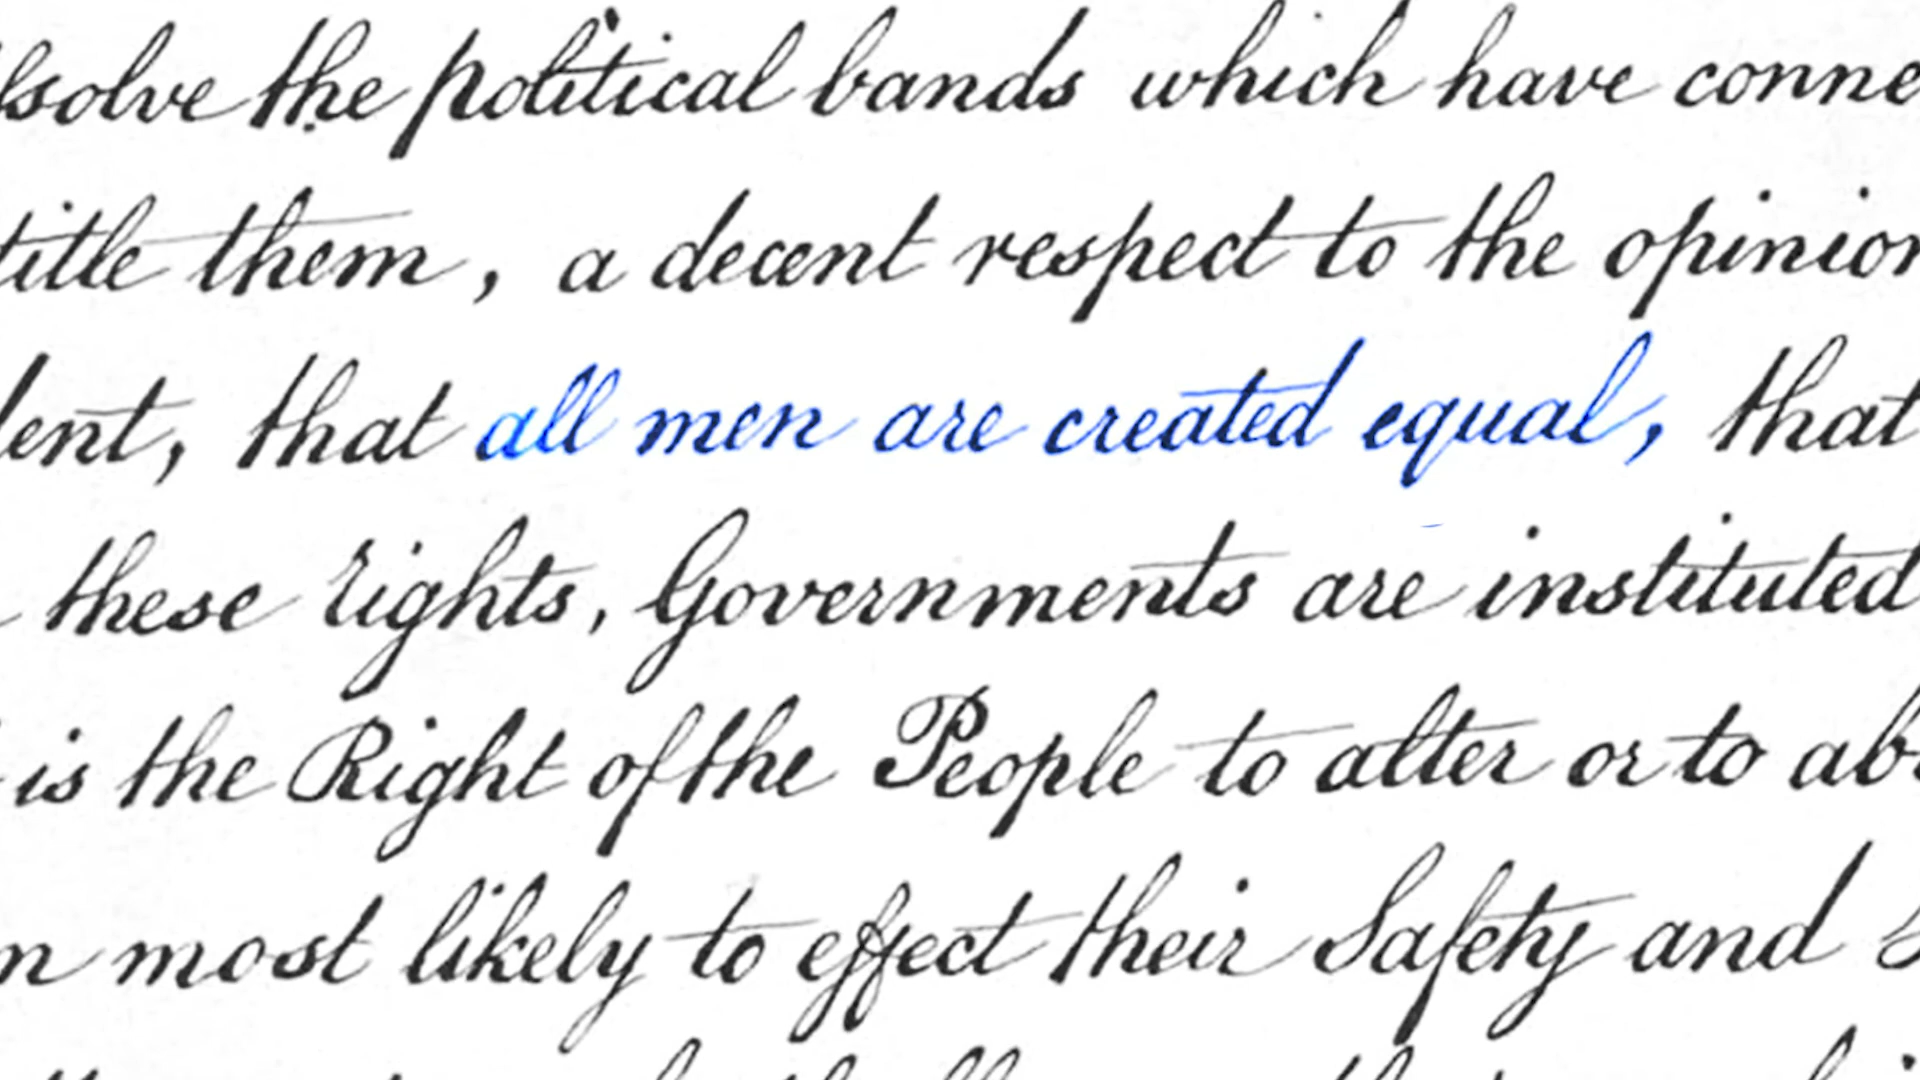 ssolve the political bands which have conne
title them, a decent respect to the opinion
dent, that all men are created equal, that
these rights, Governments are instituted
is the Right of the People to alter or to ab
n most likely to effect their Safety and